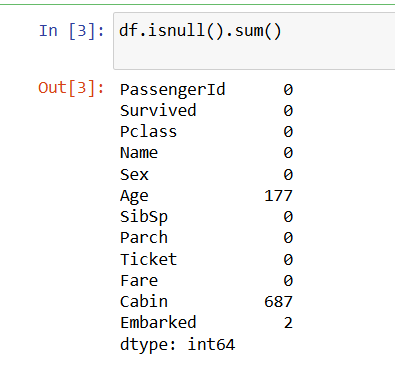 In [3]: df.isnull().sum()
Out[3]: PassengerId 0
Survived 0
Pclass 0
Name 0
Sex 0
Age 177
SibSp 0
Parch 0
Ticket 0
Fare 0
Cabin 687
Embarked 2
dtype: int64